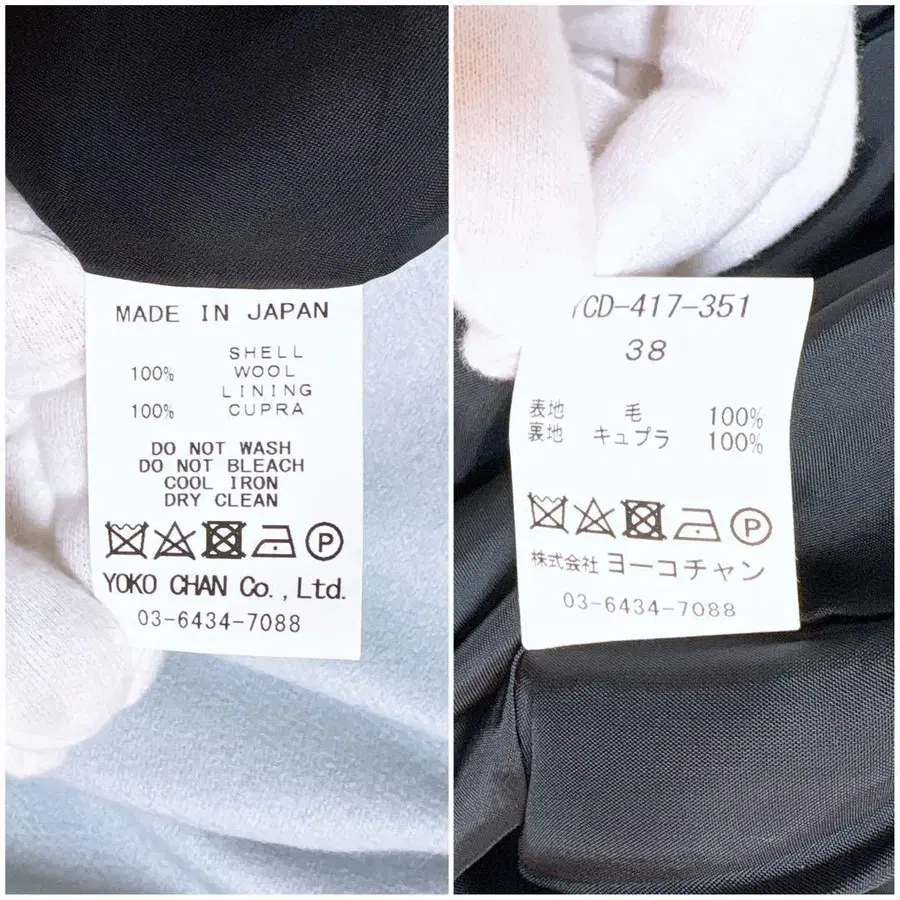 MADE IN JAPAN
SHELL
100% WOOL
LINING
100% CUPRA
DO NOT WASH
DO NOT BLEACH
COOL IRON
DRY CLEAN
P
YOKO CHAN Co.,Ltd.
03-6434-7088
YCD-417-351
38
表地 毛 100%
裏地 キュプラ 100%
P
株式会社 ヨーコチャン
03-6434-7088